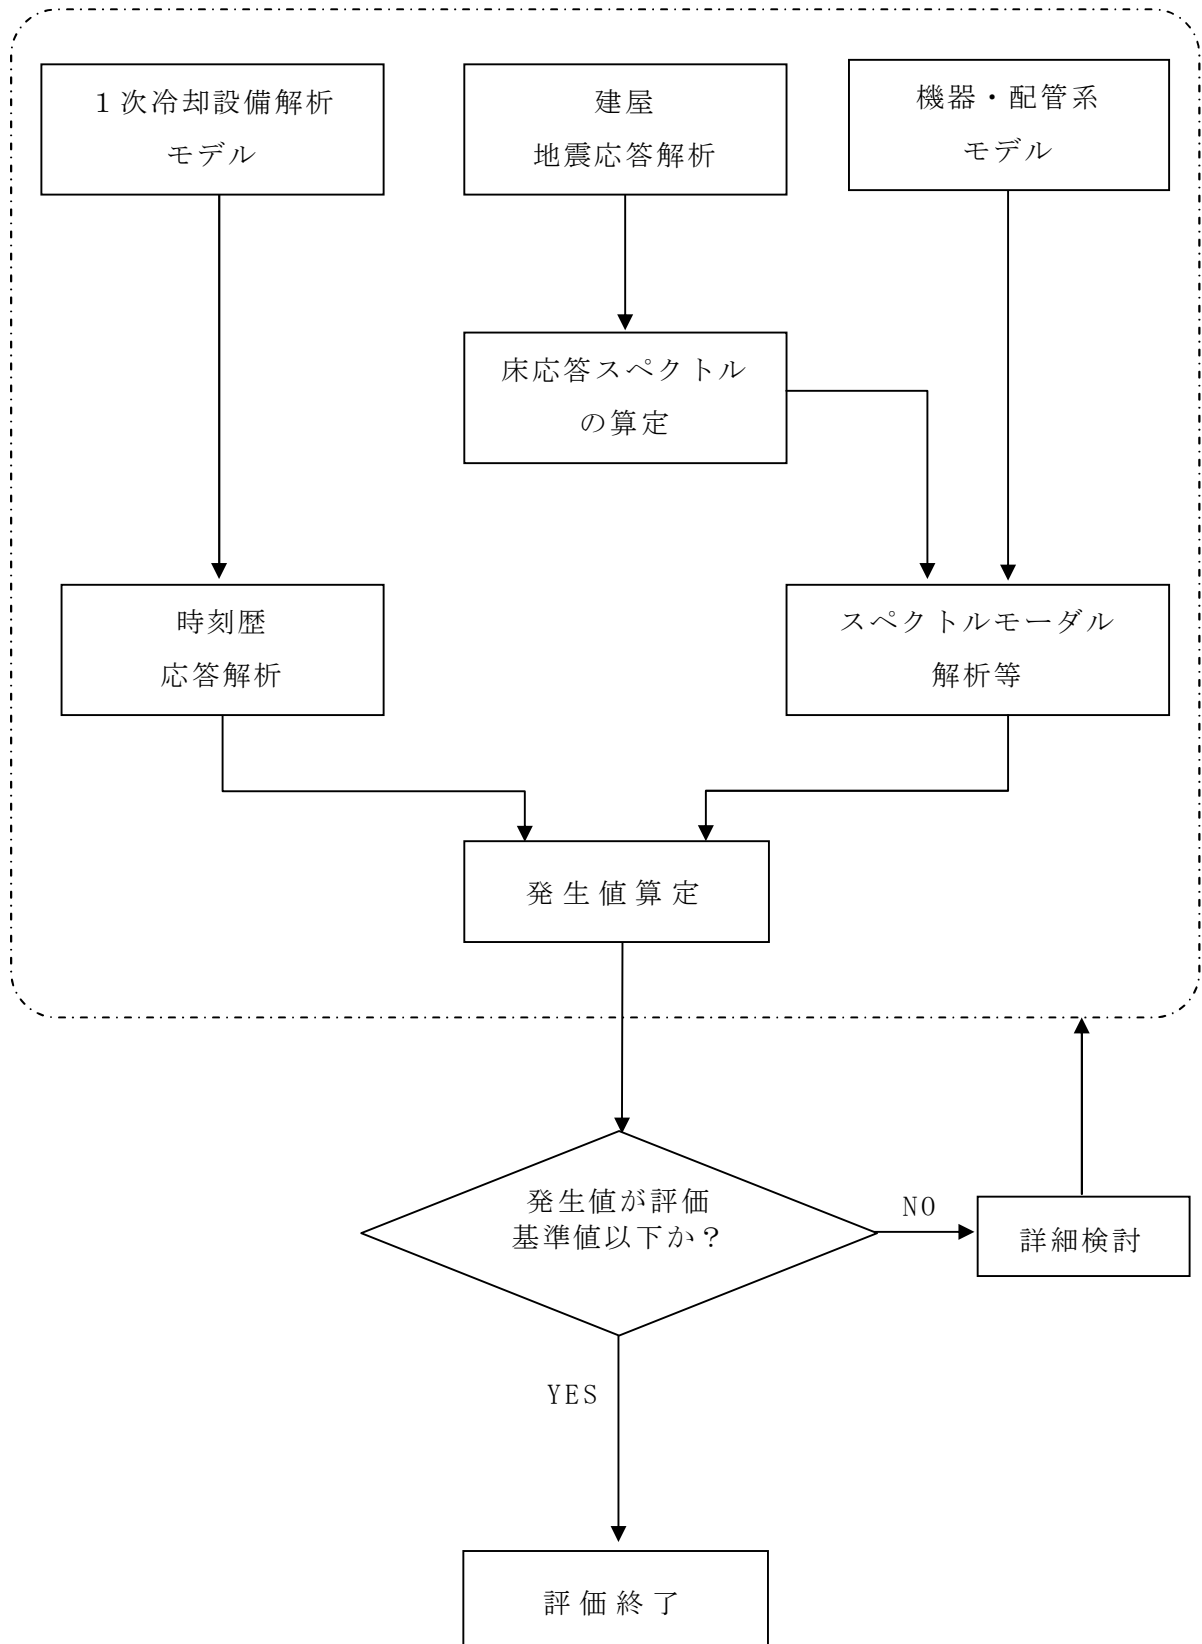 １次冷却設備解析
モデル
建屋
地震応答解析
機器・配管系
モデル
床応答スペクトル
の算定
時刻歴
応答解析
スペクトルモーダル
解析等
発生値算定
発生値が評価
基準値以下か？
NO
詳細検討
YES
評価終了